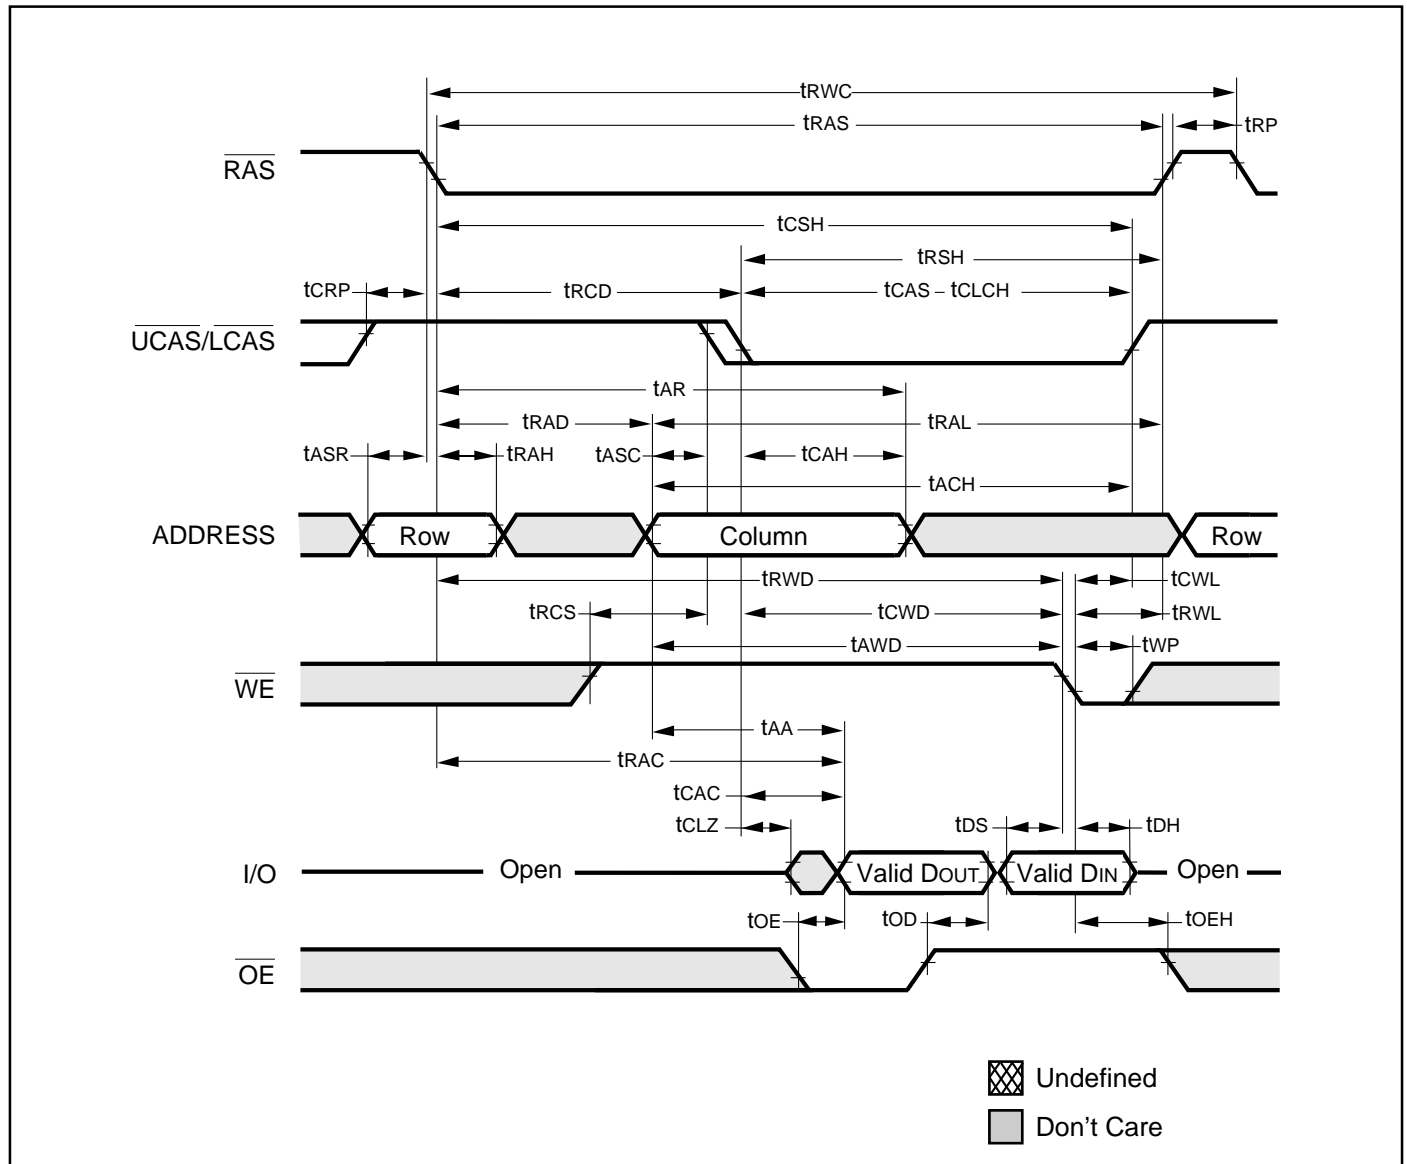 tRWC
tRAS
tRP
RAS
tCSH
tRSH
tCRP
tRCD
tCAS – tCLCH
UCAS/LCAS
tAR
tRAD
tRAL
tASR
tRAH
tASC
tCAH
tACH
ADDRESS
Row
Column
Row
tRWD
tCWL
tRCS
tCWD
tRWL
tAWD
tWP
WE
tAA
tRAC
tCAC
tCLZ
tDS
tDH
I/O
Open
Valid DOUT
Valid DIN
Open
tOE
tOD
tOEH
OE
Undefined
Don't Care